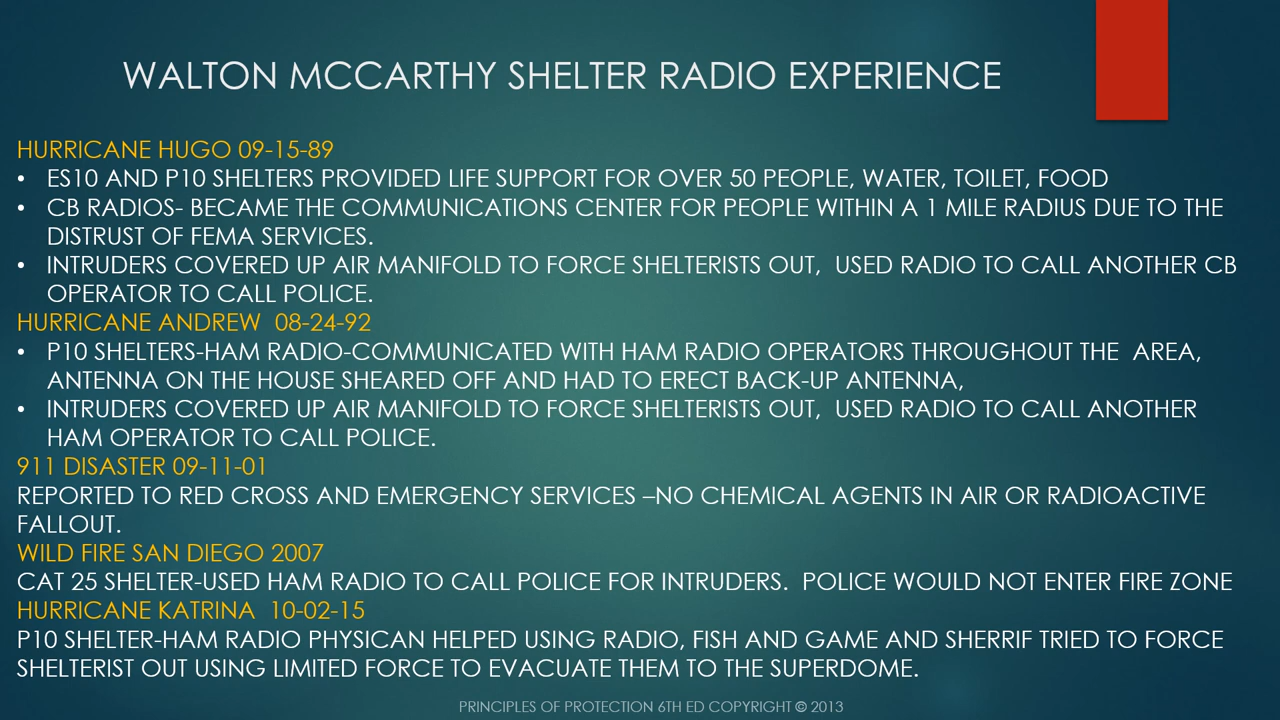 WALTON MCCARTHY SHELTER RADIO EXPERIENCE
HURRICANE HUGO 09-15-89
• ES10 AND P10 SHELTERS PROVIDED LIFE SUPPORT FOR OVER 50 PEOPLE, WATER, TOILET, FOOD
• CB RADIOS- BECAME THE COMMUNICATIONS CENTER FOR PEOPLE WITHIN A 1 MILE RADIUS DUE TO THE
DISTRUST OF FEMA SERVICES.
• INTRUDERS COVERED UP AIR MANIFOLD TO FORCE SHELTERISTS OUT,  USED RADIO TO CALL ANOTHER CB
OPERATOR TO CALL POLICE.
HURRICANE ANDREW  08-24-92
• P10 SHELTERS-HAM RADIO-COMMUNICATED WITH HAM RADIO OPERATORS THROUGHOUT THE  AREA,
ANTENNA ON THE HOUSE SHEARED OFF AND HAD TO ERECT BACK-UP ANTENNA,
• INTRUDERS COVERED UP AIR MANIFOLD TO FORCE SHELTERISTS OUT,  USED RADIO TO CALL ANOTHER
HAM OPERATOR TO CALL POLICE.
911 DISASTER 09-11-01
REPORTED TO RED CROSS AND EMERGENCY SERVICES –NO CHEMICAL AGENTS IN AIR OR RADIOACTIVE
FALLOUT.
WILD FIRE SAN DIEGO 2007
CAT 25 SHELTER-USED HAM RADIO TO CALL POLICE FOR INTRUDERS.  POLICE WOULD NOT ENTER FIRE ZONE
HURRICANE KATRINA  10-02-15
P10 SHELTER-HAM RADIO PHYSICAN HELPED USING RADIO, FISH AND GAME AND SHERRIF TRIED TO FORCE
SHELTERIST OUT USING LIMITED FORCE TO EVACUATE THEM TO THE SUPERDOME.
PRINCIPLES OF PROTECTION 6TH ED COPYRIGHT © 2013